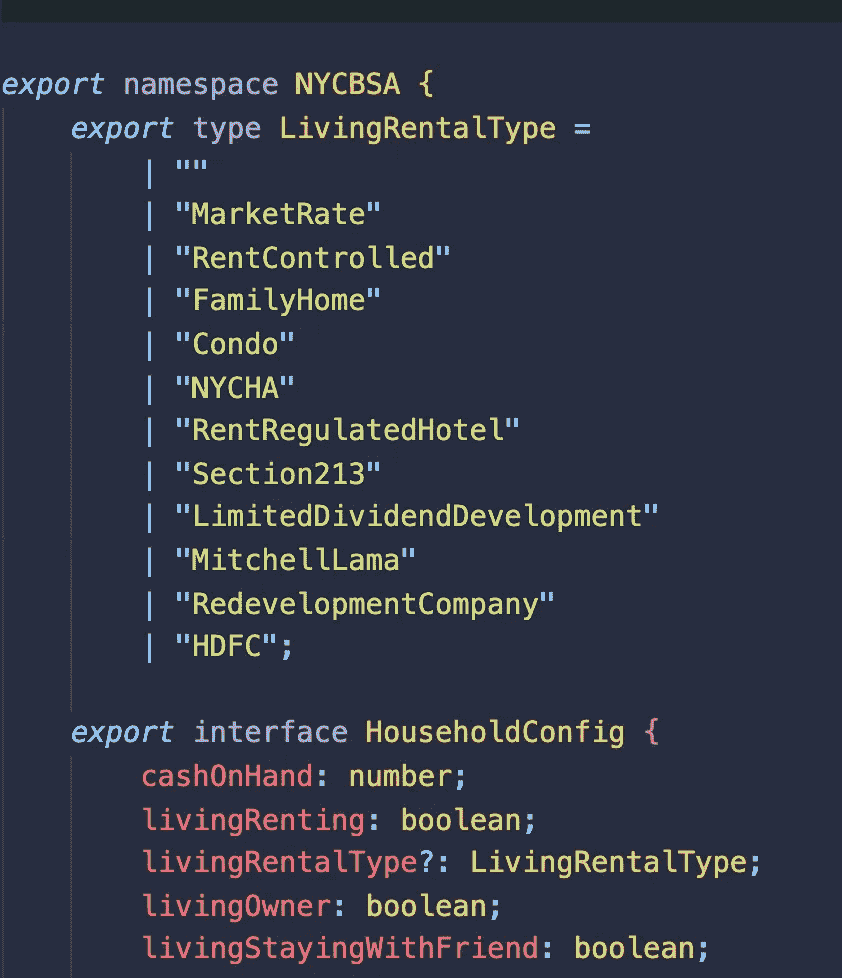 export namespace NYCBSA {
export type LivingRentalType =
| ""
| "MarketRate"
| "RentControlled"
| "FamilyHome"
| "Condo"
| "NYCHA"
| "RentRegulatedHotel"
| "Section213"
| "LimitedDividendDevelopment"
| "MitchellLama"
| "RedevelopmentCompany"
| "HDFC";
export interface HouseholdConfig {
cashOnHand: number;
livingRenting: boolean;
livingRentalType?: LivingRentalType;
livingOwner: boolean;
livingStayingWithFriend: boolean;